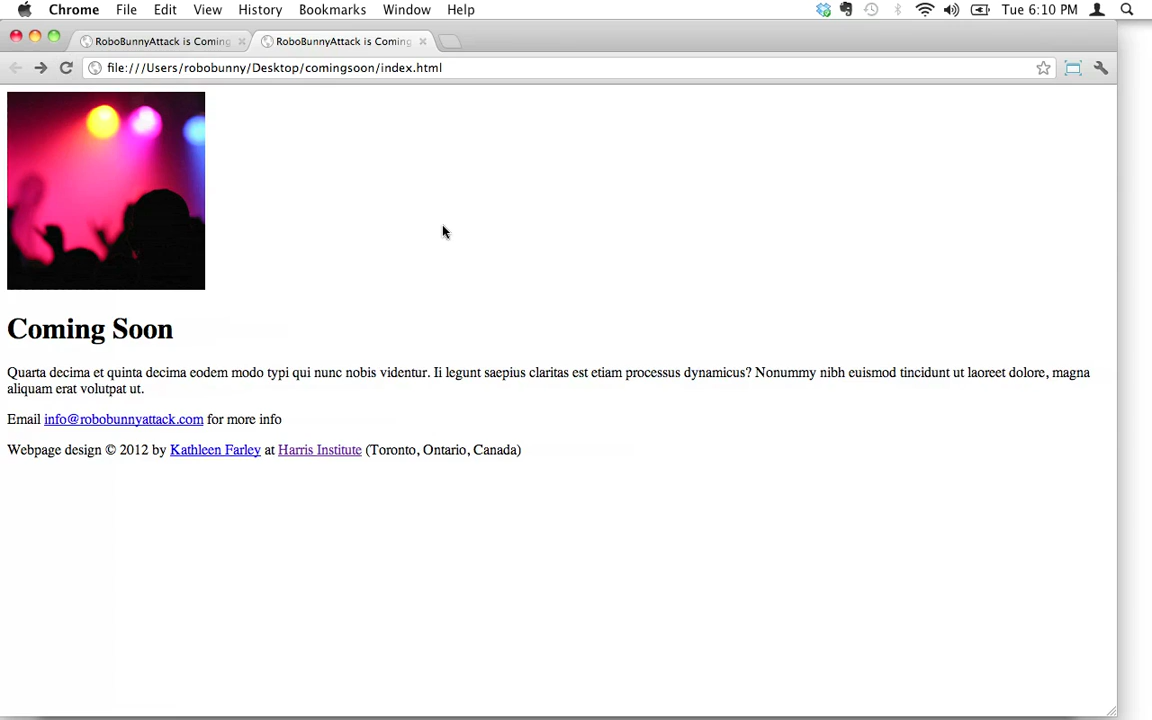 Chrome File Edit View History Bookmarks Window Help Tue 6:10 PM
RoboBunnyAttack is Coming RoboBunnyAttack is Coming
file:///Users/robobunny/Desktop/comingsoon/index.html
Coming Soon
Quarta decima et quinta decima eodem modo typi qui nunc nobis videntur. Ii legunt saepius claritas est etiam processus dynamicus? Nonummy nibh euismod tincidunt ut laoreet dolore, magna
aliquam erat volutpat ut.
Email info@robobunnyattack.com for more info
Webpage design © 2012 by Kathleen Farley at Harris Institute (Toronto, Ontario, Canada)